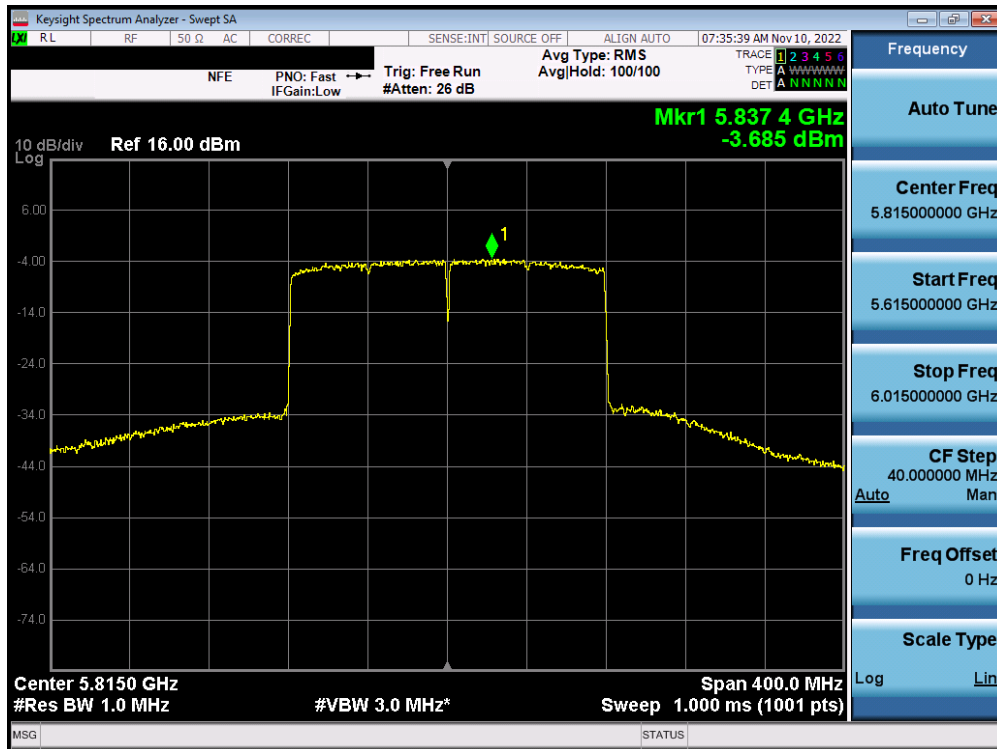 Keysight Spectrum Analyzer - Swept SA
LXI RL RF 50 Ω AC CORREC SENSE:INT SOURCE OFF ALIGN AUTO 07:35:39 AM Nov 10, 2022
NFE
PNO: Fast
IFGain:Low
Trig: Free Run
#Atten: 26 dB
Avg Type: RMS
Avg|Hold: 100/100
TRACE 1 2 3 4 5 6
TYPE A WWWWW
DET A N N N N N
Mkr1 5.837 4 GHz
-3.685 dBm
10 dB/div Ref 16.00 dBm
Log
6.00
1
-4.00
-14.0
-24.0
-34.0
-44.0
-54.0
-64.0
-74.0
Center 5.8150 GHz Span 400.0 MHz
#Res BW 1.0 MHz #VBW 3.0 MHz* Sweep 1.000 ms (1001 pts)
MSG STATUS
Frequency
Auto Tune
Center Freq
5.815000000 GHz
Start Freq
5.615000000 GHz
Stop Freq
6.015000000 GHz
CF Step
40.000000 MHz
Auto Man
Freq Offset
0 Hz
Scale Type
Log Lin